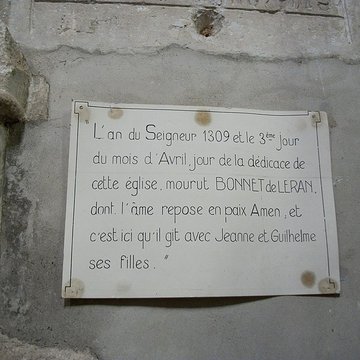 "L'an du Seigneur 1309 et le 3ème jour
du mois d'Avril, jour de la dédicace de
cette église, mourut BONNET de LERAN,
dont l'âme repose en paix Amen, et
c'est ici qu'il git avec Jeanne et Guilhelme
ses filles."